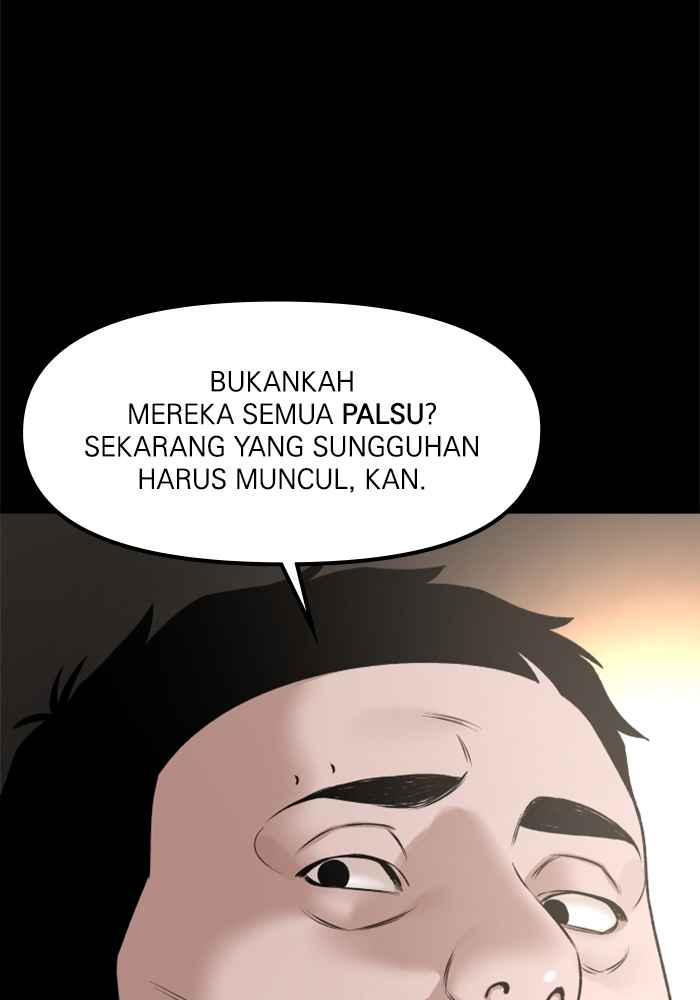 BUKANKAH
MEREKA SEMUA PALSU?
SEKARANG YANG SUNGGUHAN
HARUS MUNCUL, KAN.